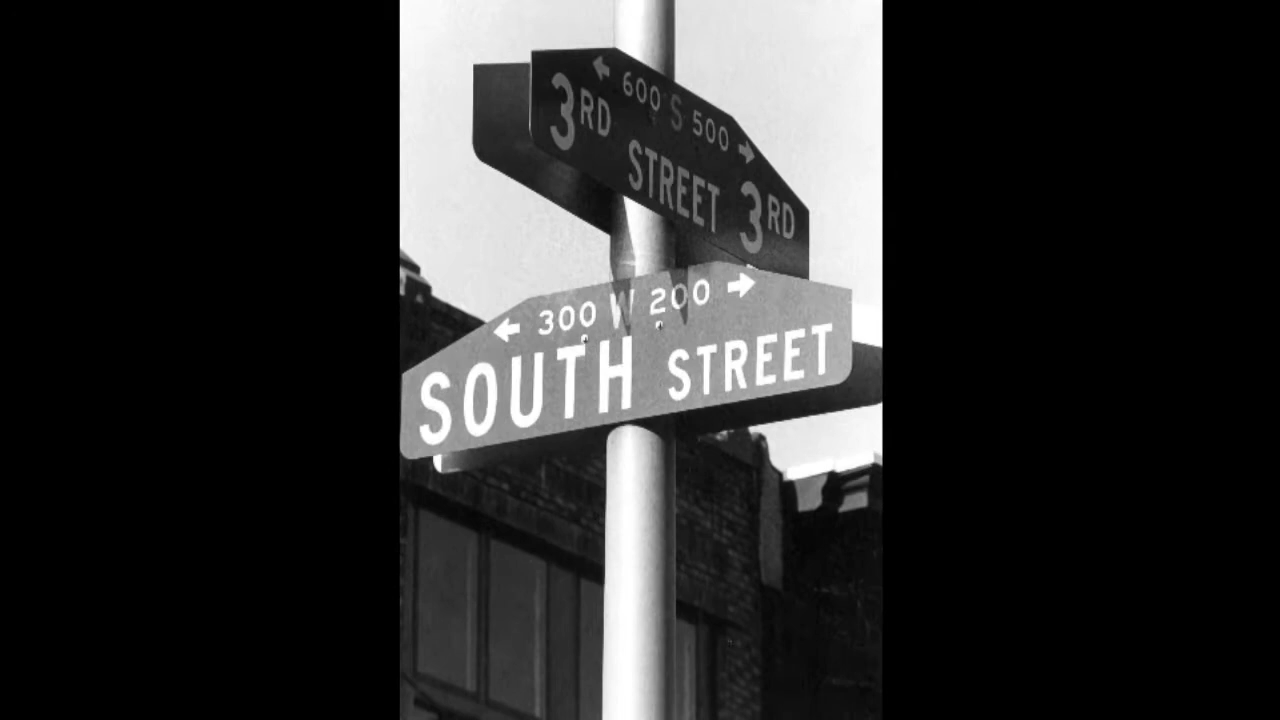 ← 600 S 500 →
3RD STREET 3RD
← 300 W 200 →
SOUTH STREET